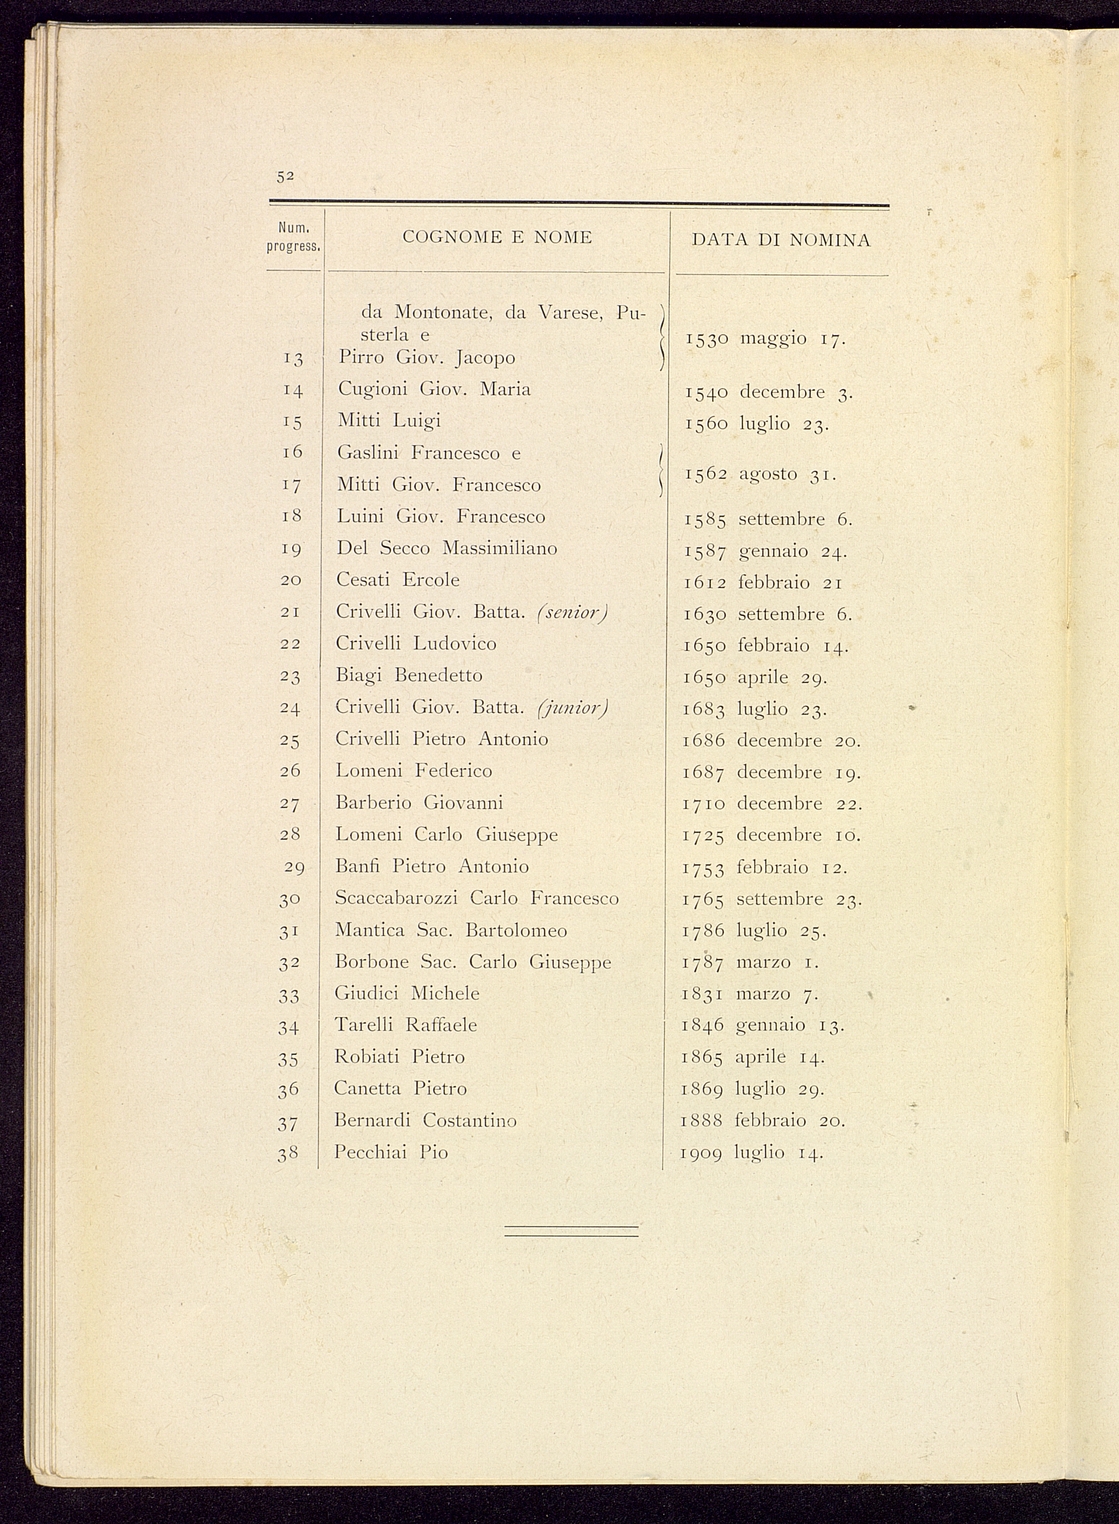 52
Num. progress. COGNOME E NOME DATA DI NOMINA
da Montonate, da Varese, Pu-
sterla e
1530 maggio 17.
13 Pirro Giov. Jacopo
14 Cugioni Giov. Maria 1540 decembre 3.
15 Mitti Luigi 1560 luglio 23.
16 Gaslini Francesco e
1562 agosto 31.
17 Mitti Giov. Francesco
18 Luini Giov. Francesco 1585 settembre 6.
19 Del Secco Massimiliano 1587 gennaio 24.
20 Cesati Ercole 1612 febbraio 21
21 Crivelli Giov. Batta. (senior) 1630 settembre 6.
22 Crivelli Ludovico 1650 febbraio 14.
23 Biagi Benedetto 1650 aprile 29.
24 Crivelli Giov. Batta. (junior) 1683 luglio 23.
25 Crivelli Pietro Antonio 1686 decembre 20.
26 Lomeni Federico 1687 decembre 19.
27 Barberio Giovanni 1710 decembre 22.
28 Lomeni Carlo Giuseppe 1725 decembre 10.
29 Banfi Pietro Antonio 1753 febbraio 12.
30 Scaccabarozzi Carlo Francesco 1765 settembre 23.
31 Mantica Sac. Bartolomeo 1786 luglio 25.
32 Borbone Sac. Carlo Giuseppe 1787 marzo 1.
33 Giudici Michele 1831 marzo 7.
34 Tarelli Raffaele 1846 gennaio 13.
35 Robiati Pietro 1865 aprile 14.
36 Canetta Pietro 1869 luglio 29.
37 Bernardi Costantino 1888 febbraio 20.
38 Pecchiai Pio 1909 luglio 14.